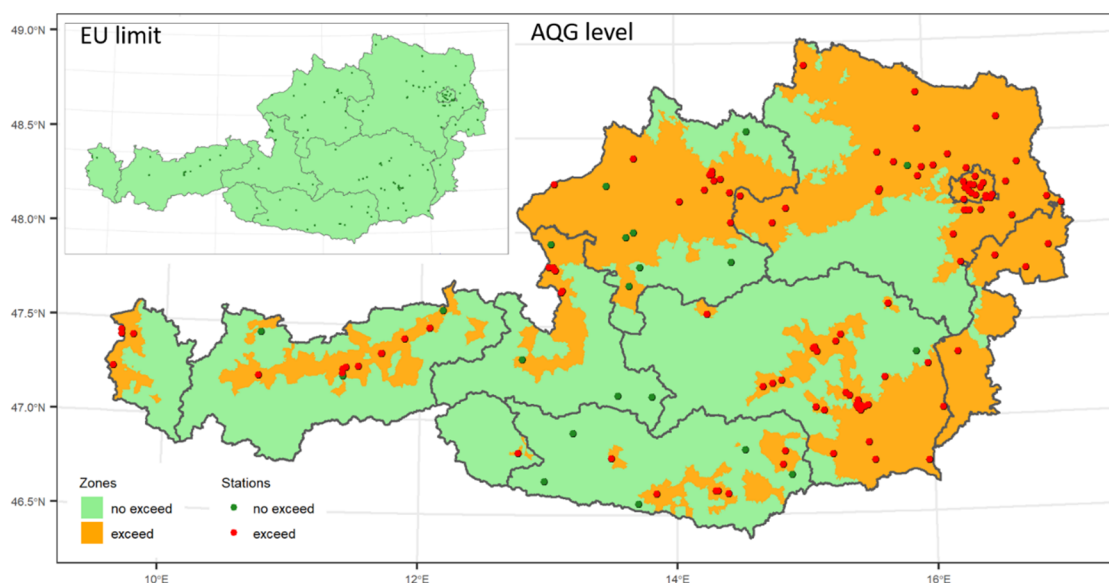 EU limit
AQG level
49.0°N
48.5°N
48.0°N
47.5°N
47.0°N
46.5°N
Zones
no exceed
exceed
Stations
no exceed
exceed
10°E
12°E
14°E
16°E